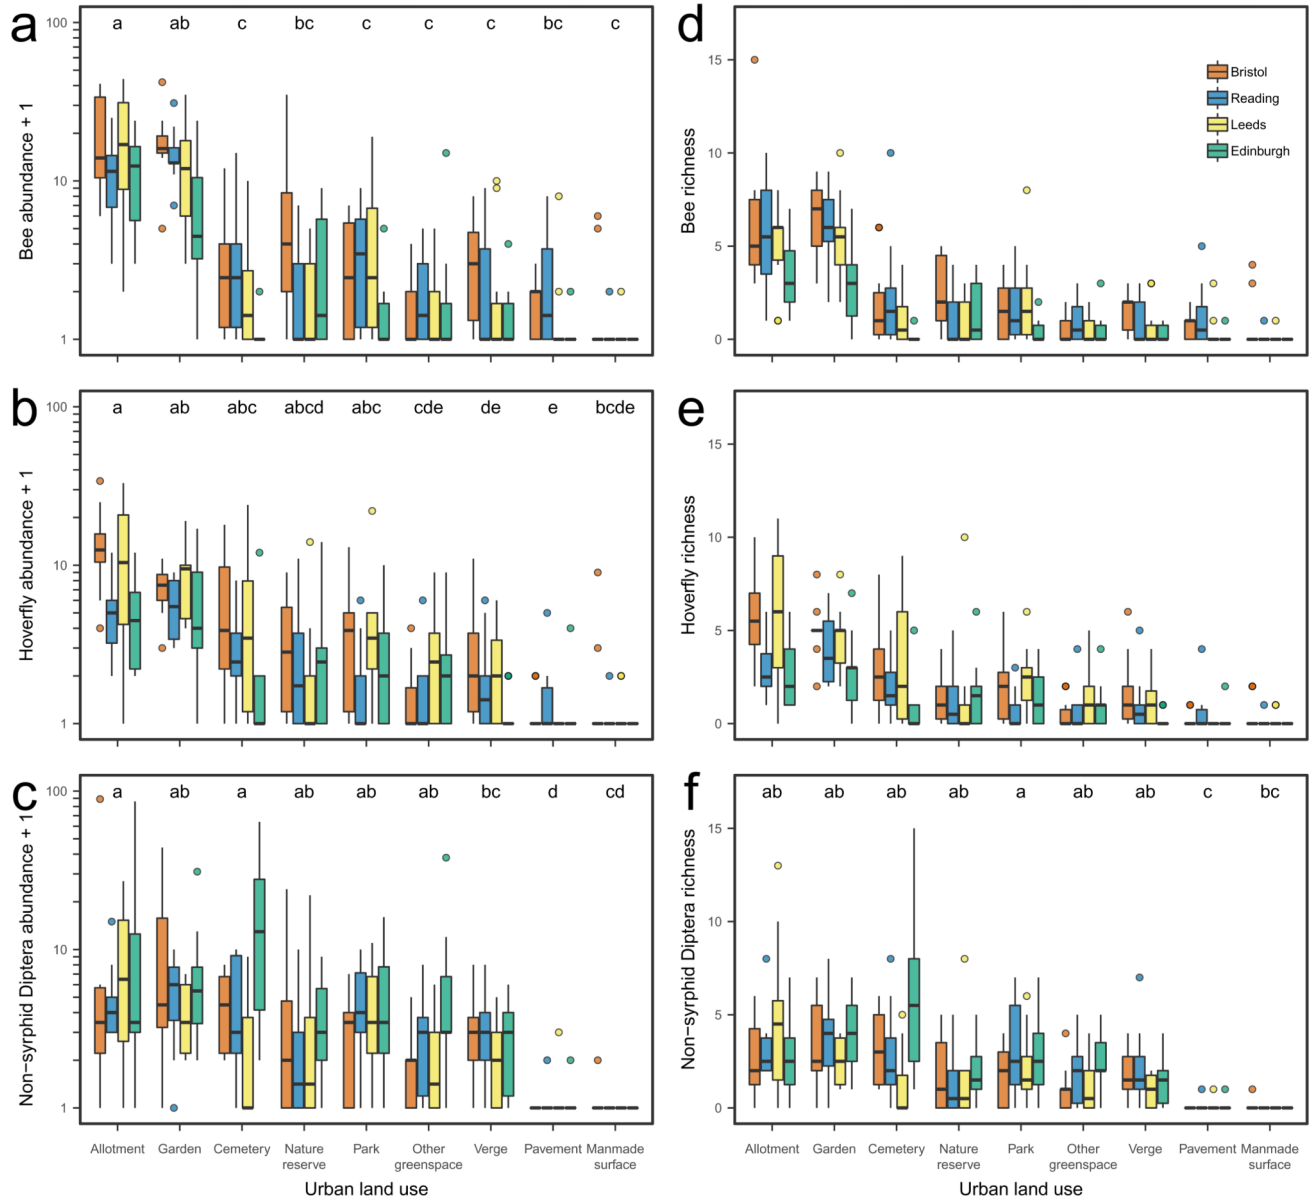 a
100
10
1
Bee abundance + 1
a ab c bc c c c bc c
d
15
10
5
0
Bee richness
Bristol
Reading
Leeds
Edinburgh
b
100
10
1
Hoverfly abundance + 1
a ab abc abcd abc cde de e bcde
e
15
10
5
0
Hoverfly richness
c
100
10
1
Non−syrphid Diptera abundance + 1
a ab a ab ab ab bc d cd
Allotment Garden Cemetery Nature reserve Park Other greenspace Verge Pavement Manmade surface
Urban land use
f
15
10
5
0
Non−syrphid Diptera richness
ab ab ab ab a ab ab c bc
Allotment Garden Cemetery Nature reserve Park Other greenspace Verge Pavement Manmade surface
Urban land use